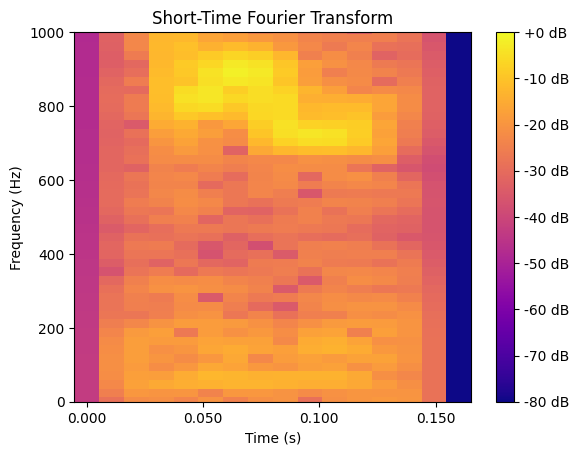 Short-Time Fourier Transform
1000
800
600
400
200
0
Frequency (Hz)
0.000
0.050
0.100
0.150
Time (s)
+0 dB
-10 dB
-20 dB
-30 dB
-40 dB
-50 dB
-60 dB
-70 dB
-80 dB